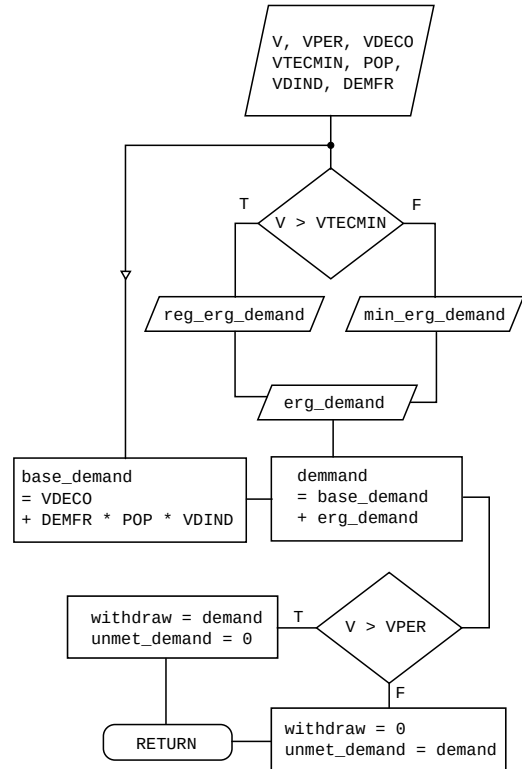 V, VPER, VDECO
VTECMIN, POP,
VDIND, DEMFR
T
F
V > VTECMIN
reg_erg_demand
min_erg_demand
erg_demand
base_demand
= VDECO
+ DEMFR * POP * VDIND
demmand
= base_demand
+ erg_demand
withdraw = demand
unmet_demand = 0
T
V > VPER
F
RETURN
withdraw = 0
unmet_demand = demand